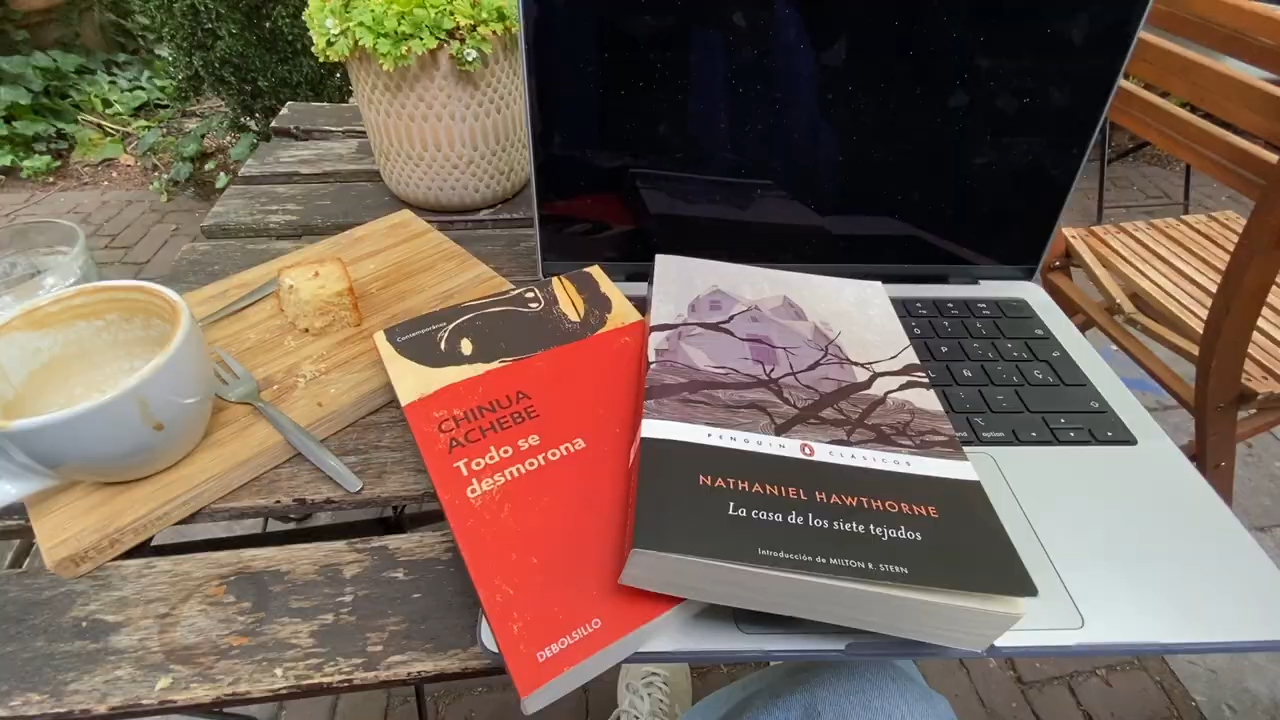 Contemporánea
CHINUA
ACHEBE
Todo se
desmorona
DEBOLSILLO
PENGUIN CLÁSICOS
NATHANIEL HAWTHORNE
La casa de los siete tejados
Introducción de MILTON R. STERN
P
L Ñ
Ç
option